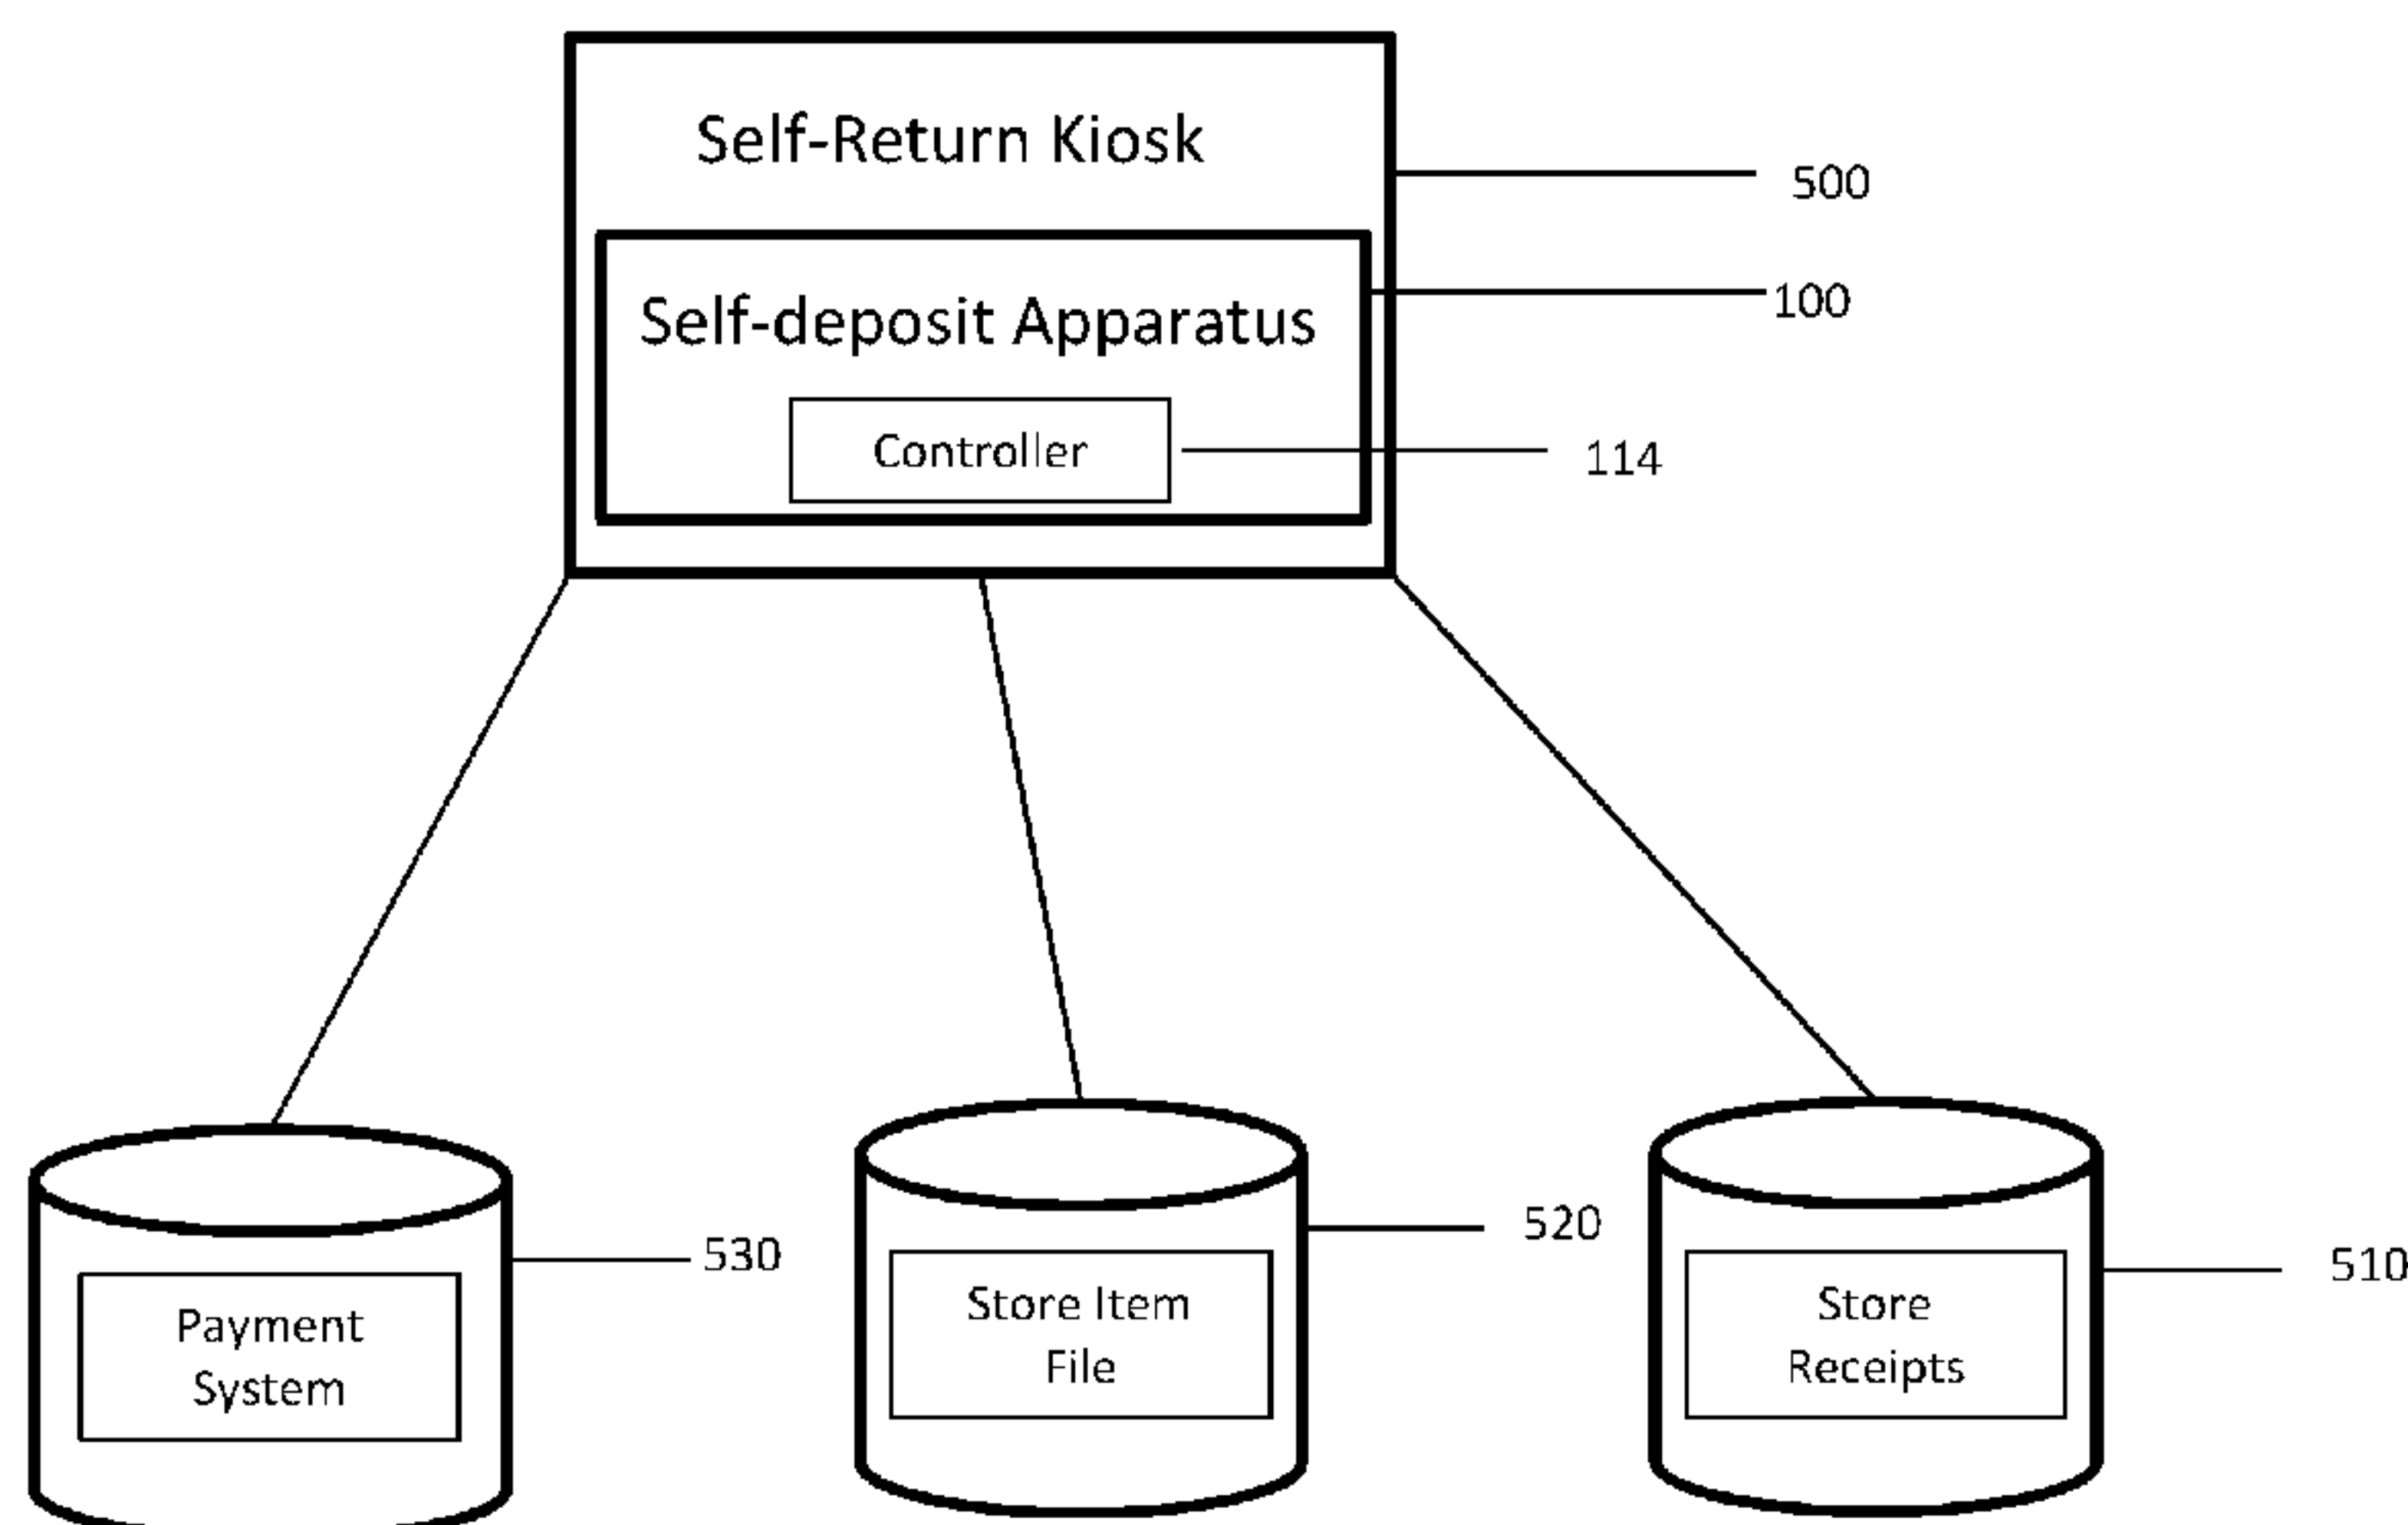 Self-Return Kiosk
500
Self-deposit Apparatus
100
Controller
114
530
Payment
System
520
Store Item
File
510
Store
Receipts